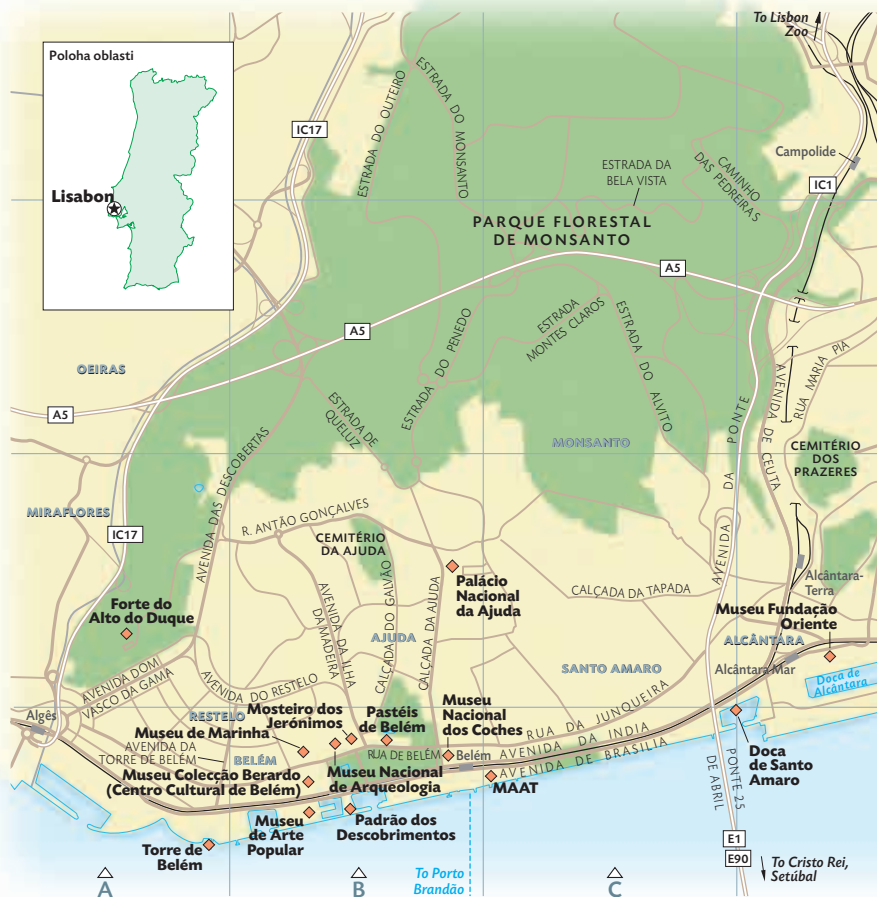 To Lisbon
Zoo
Poloha oblasti
Lisabon
IC17
ESTRADA DO OUTEIRO
ESTRADA DO MONSANTO
ESTRADA DA
BELA VISTA
CAMINHO
DAS PEDREIRAS
Campolide
IC1
PARQUE FLORESTAL
DE MONSANTO
A5
A5
A5
OEIRAS
ESTRADA DO PENEDO
ESTRADA
MONTES CLAROS
ESTRADA DO ALVITO
ESTRADA DE
QUELUZ
AVENIDA DAS DESCOBERTAS
MONSANTO
AVENIDA DA PONTE
AVENIDA DE CEUTA
RUA MARIA PIA
CEMITÉRIO
DOS
PRAZERES
MIRAFLORES
IC17
R. ANTÃO GONÇALVES
CEMITÉRIO
DA AJUDA
Palácio
Nacional
da Ajuda
CALÇADA DA TAPADA
Alcântara-
Terra
Forte do
Alto do Duque
AVENIDA DA ILHA
DA MADEIRA
CALÇADA DO GALVÃO
AJUDA
CALÇADA DA AJUDA
Museu Fundação
Oriente
ALCÂNTARA
SANTO AMARO
Alcântara Mar
Doca de
Alcântara
AVENIDA DOM
VASCO DA GAMA
AVENIDA DO RESTELO
Algés
RESTELO
Mosteiro dos
Jerónimos
Pastéis
de Belém
Museu
Nacional
dos Coches
RUA DA JUNQUEIRA
Museu de Marinha
AVENIDA DA
TORRE DE BELÉM
BELÉM
RUA DE BELÉM
Belém
AVENIDA DA INDIA
AVENIDA DE BRASILIA
Museu Colecção Berardo
(Centro Cultural de Belém)
Museu Nacional
de Arqueologia
MAAT
Doca
de Santo
Amaro
PONTE 25
DE ABRIL
Museu
de Arte
Popular
Padrão dos
Descobrimentos
Torre de
Belém
E1
E90
To Cristo Rei,
Setúbal
To Porto
Brandão
A
B
C